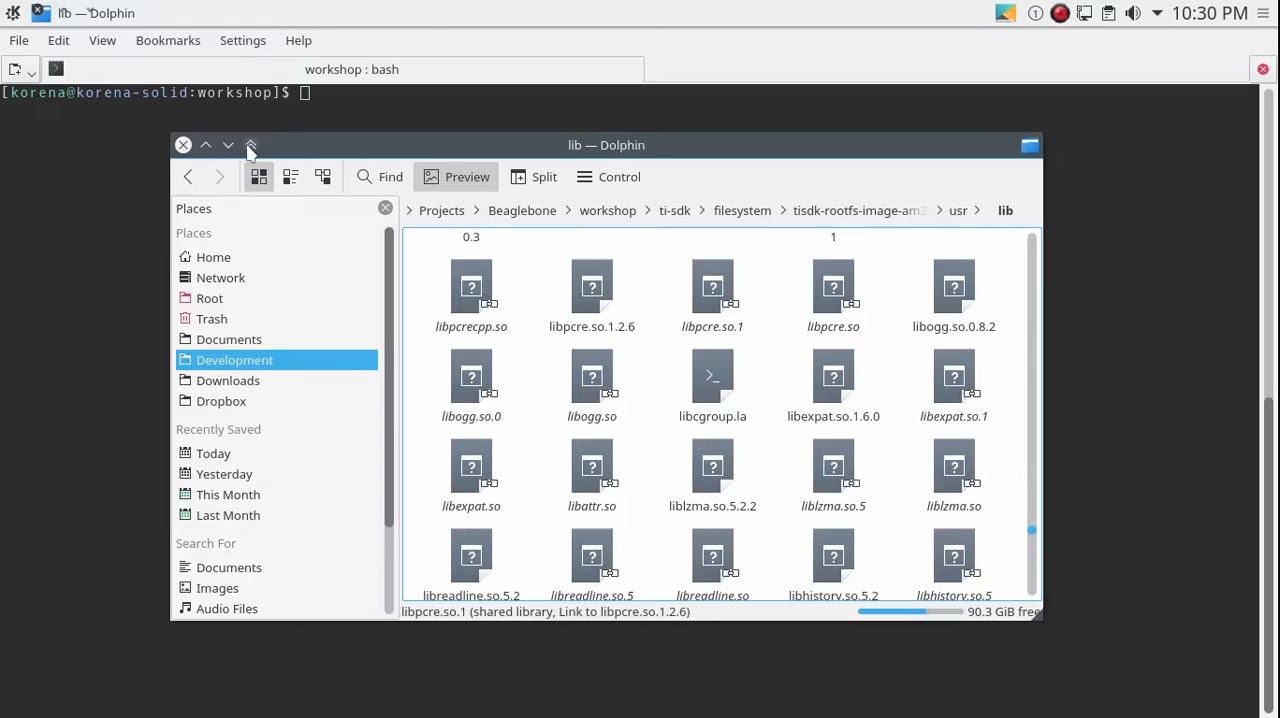 lib — Dolphin
10:30 PM
File Edit View Bookmarks Settings Help
workshop : bash
[korena@korena-solid:workshop]$
lib — Dolphin
Find Preview Split Control
Places
Projects Beaglebone workshop ti-sdk filesystem tisdk-rootfs-image-am3 usr lib
Places
Home
Network
Root
Trash
Documents
Development
Downloads
Dropbox
Recently Saved
Today
Yesterday
This Month
Last Month
Search For
Documents
Images
Audio Files
0.3 1
libpcrecpp.so libpcre.so.1.2.6 libpcre.so.1 libpcre.so libogg.so.0.8.2
libogg.so.0 libogg.so libcgroup.la libexpat.so.1.6.0 libexpat.so.1
libexpat.so libattr.so liblzma.so.5.2.2 liblzma.so.5 liblzma.so
libreadline.so.5.2 libreadline.so.5 libreadline.so libhistory.so.5.2 libhistory.so.5
libpcre.so.1 (shared library, Link to libpcre.so.1.2.6) 90.3 GiB free